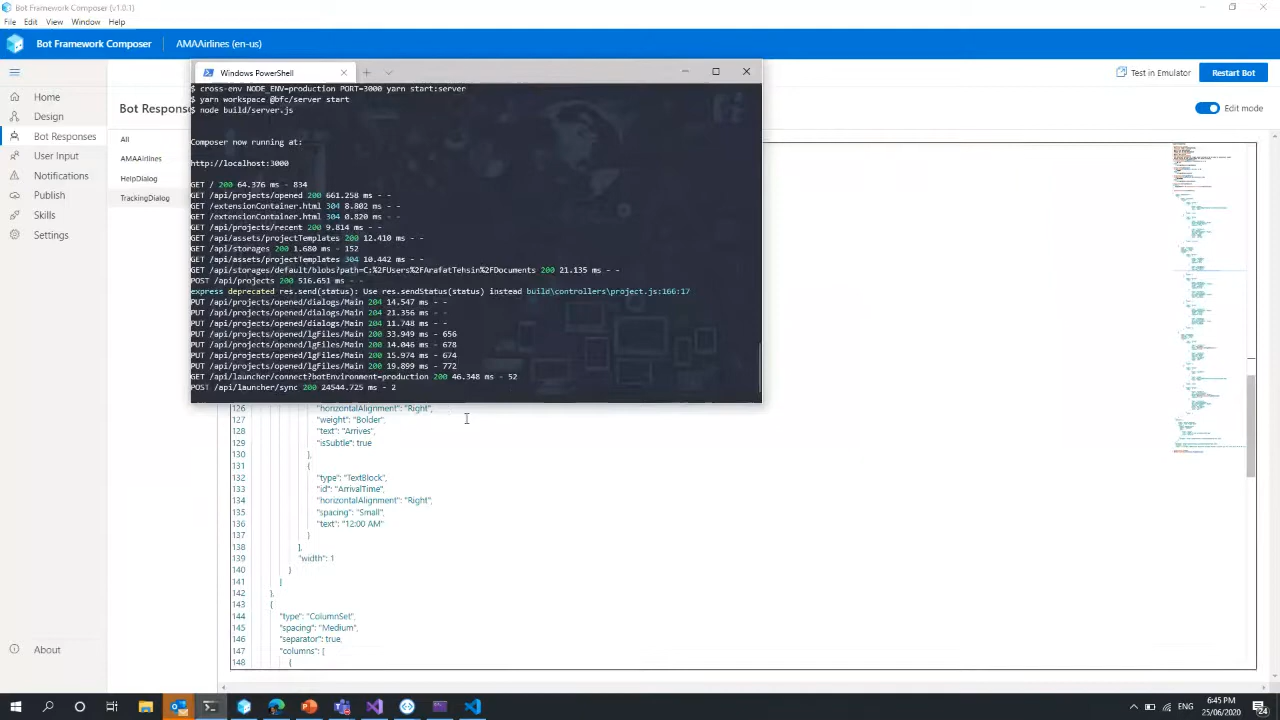 Bot Framework Composer (v1.0.1)
File Edit View Window Help
Bot Framework Composer AMAAirlines (en-us)
Windows PowerShell
Test in Emulator Restart Bot
Home
Design
Bot Responses
User Input
Notifications
Publish
Skills
Settings
About
Bot Respons
Edit mode
All
AMAAirlines
HelpDialog
TrackingDialog
$ cross-env NODE_ENV=production PORT=3000 yarn start:server
$ yarn workspace @bfc/server start
$ node build/server.js
Composer now running at:
http://localhost:3000
GET / 200 64.376 ms - 834
GET /api/projects/opened 200 661.258 ms - -
GET /extensionContainer.html 304 8.802 ms - -
GET /extensionContainer.html 304 0.820 ms - -
GET /api/projects/recent 200 9.814 ms - -
GET /api/assets/projectTemplates 200 12.410 ms - -
GET /api/storages 200 1.680 ms - 152
GET /api/assets/projectTemplates 304 10.442 ms - -
GET /api/storages/default/blobs?path=C:%2FUsers%2FArafatTehsin%2FDocuments 200 21.135 ms - -
POST /api/projects 200 516.651 ms - -
express deprecated res.send(status): Use res.sendStatus(status) instead build\controllers\project.js:166:17
PUT /api/projects/opened/dialogs/Main 204 14.547 ms - -
PUT /api/projects/opened/dialogs/Main 204 21.356 ms - -
PUT /api/projects/opened/dialogs/Main 204 11.748 ms - -
PUT /api/projects/opened/lgFiles/Main 200 33.949 ms - 656
PUT /api/projects/opened/lgFiles/Main 200 14.046 ms - 678
PUT /api/projects/opened/lgFiles/Main 200 15.974 ms - 674
PUT /api/projects/opened/lgFiles/Main 200 19.899 ms - 772
GET /api/launcher/connect?botEnvironment=production 200 46.348 ms - 52
POST /api/launcher/sync 200 24544.725 ms - 2
126 "horizontalAlignment": "Right",
127 "weight": "Bolder",
128 "text": "Arrives",
129 "isSubtle": true
130 },
131 {
132 "type": "TextBlock",
133 "id": "ArrivalTime",
134 "horizontalAlignment": "Right",
135 "spacing": "Small",
136 "text": "12:00 AM"
137 }
138 ],
139 "width": 1
140 }
141 ]
142 },
143 {
144 "type": "ColumnSet",
145 "spacing": "Medium",
146 "separator": true,
147 "columns": [
148 {
ENG
6:45 PM
25/06/2020
24